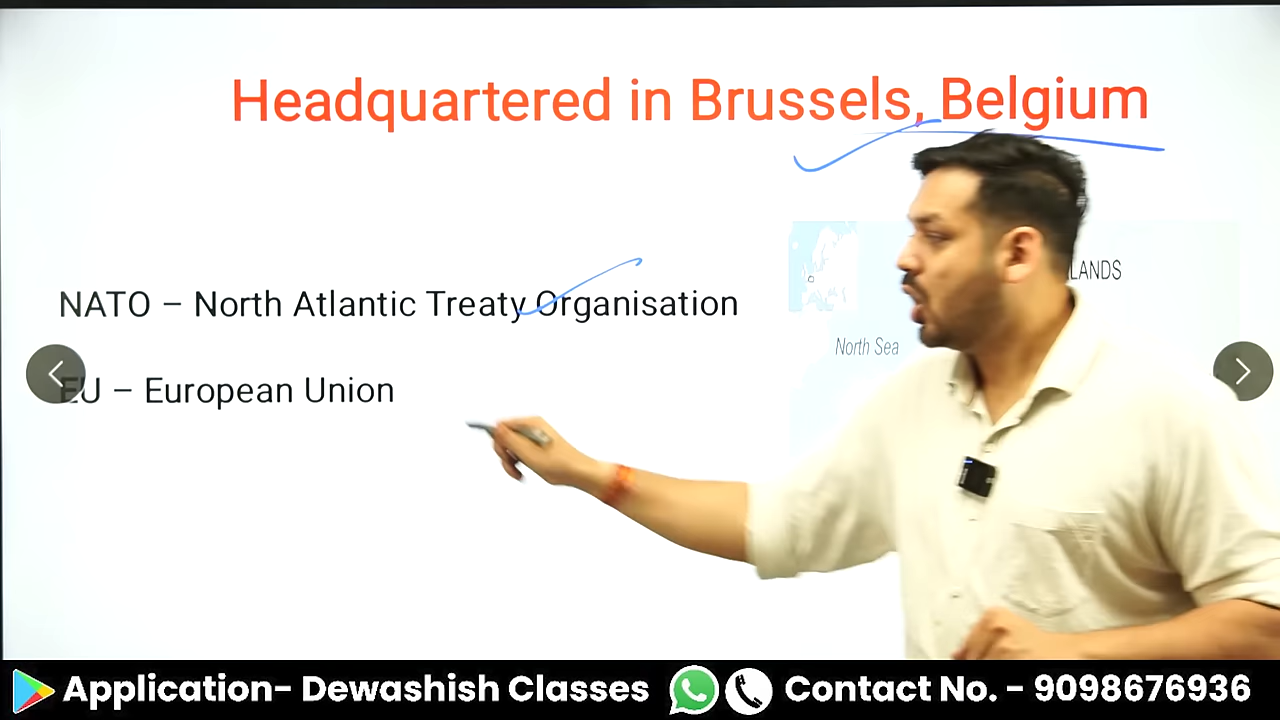 Headquartered in Brussels, Belgium
NATO – North Atlantic Treaty Organisation
LANDS
North Sea
EU – European Union
Application- Dewashish Classes Contact No. - 9098676936